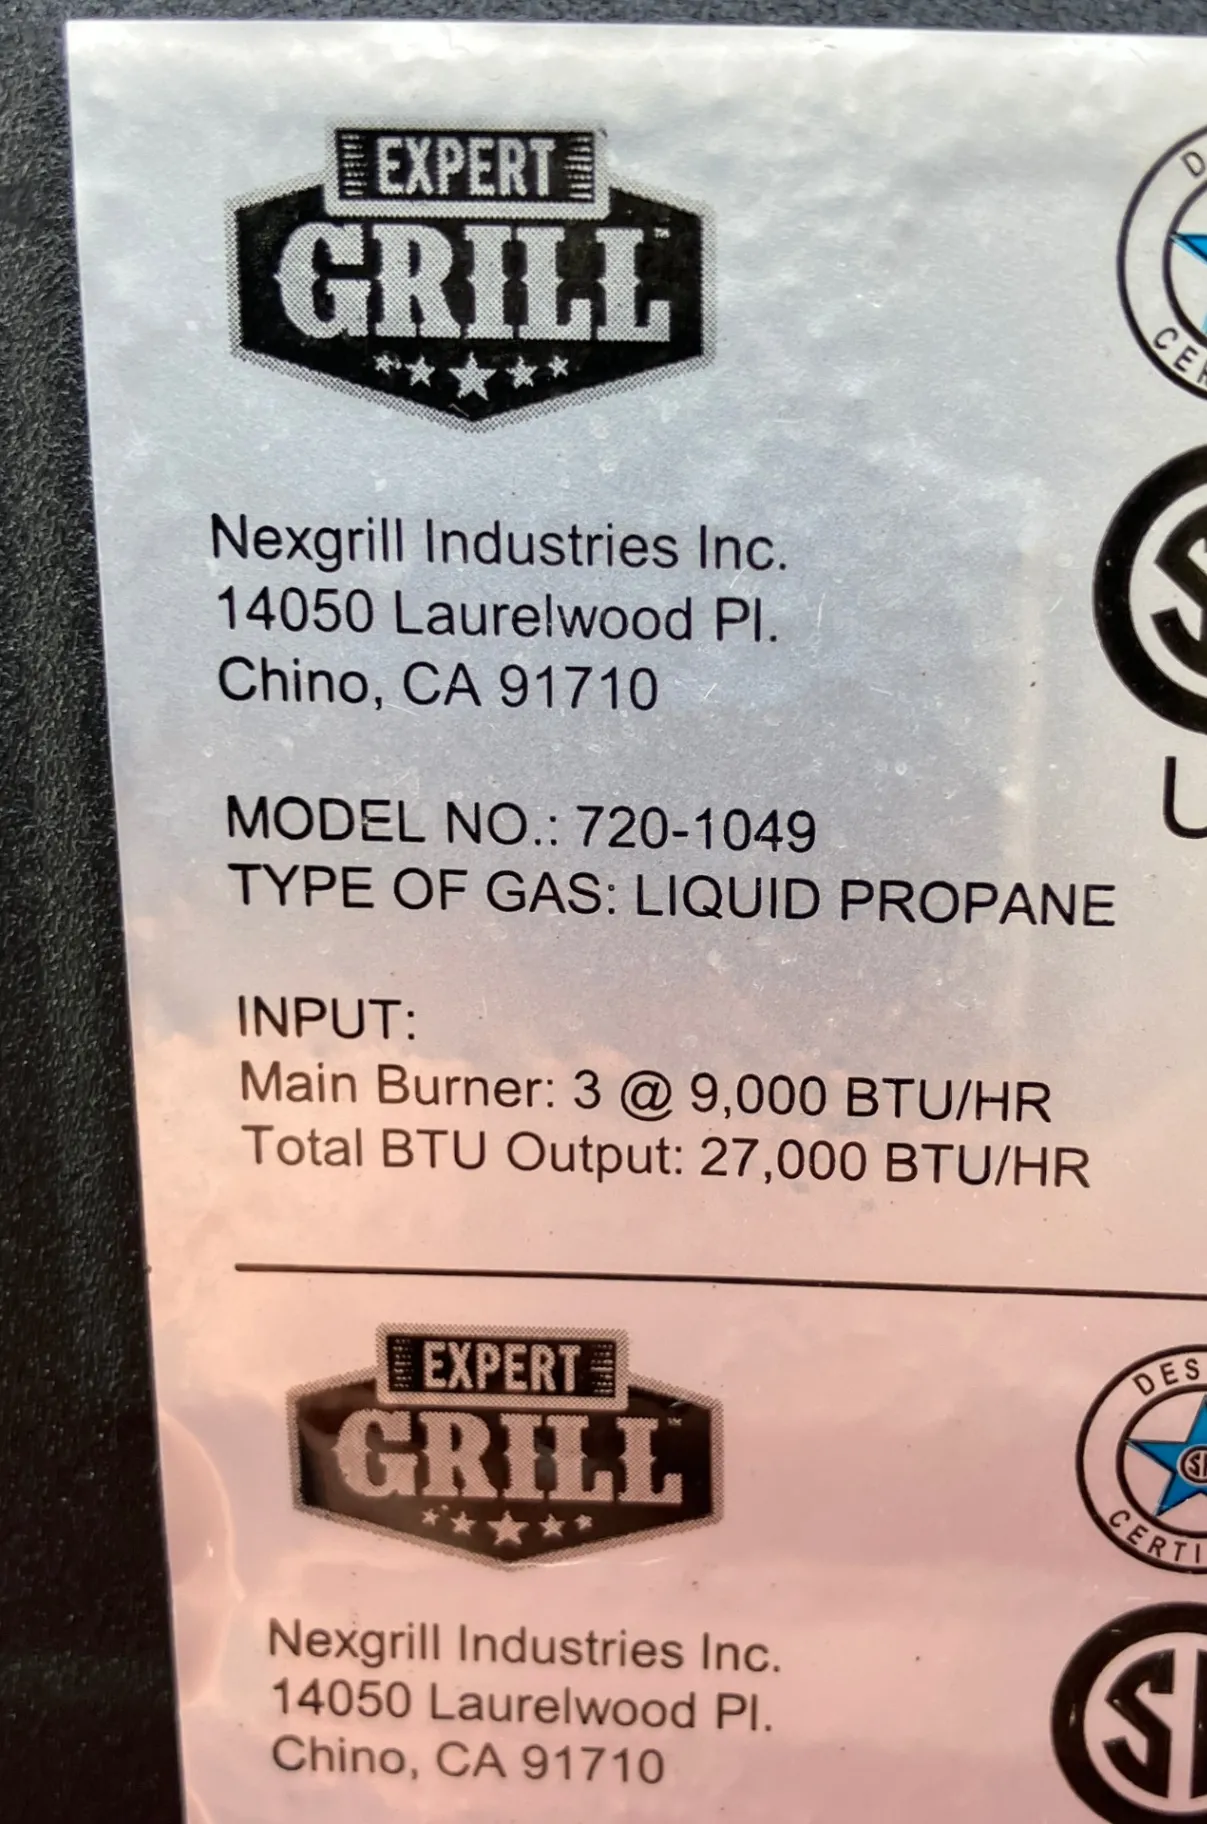 EXPERT
GRILL™
Nexgrill Industries Inc.
14050 Laurelwood Pl.
Chino, CA 91710
MODEL NO.: 720-1049
TYPE OF GAS: LIQUID PROPANE
INPUT:
Main Burner: 3 @ 9,000 BTU/HR
Total BTU Output: 27,000 BTU/HR
EXPERT
GRILL™
Nexgrill Industries Inc.
14050 Laurelwood Pl.
Chino, CA 91710